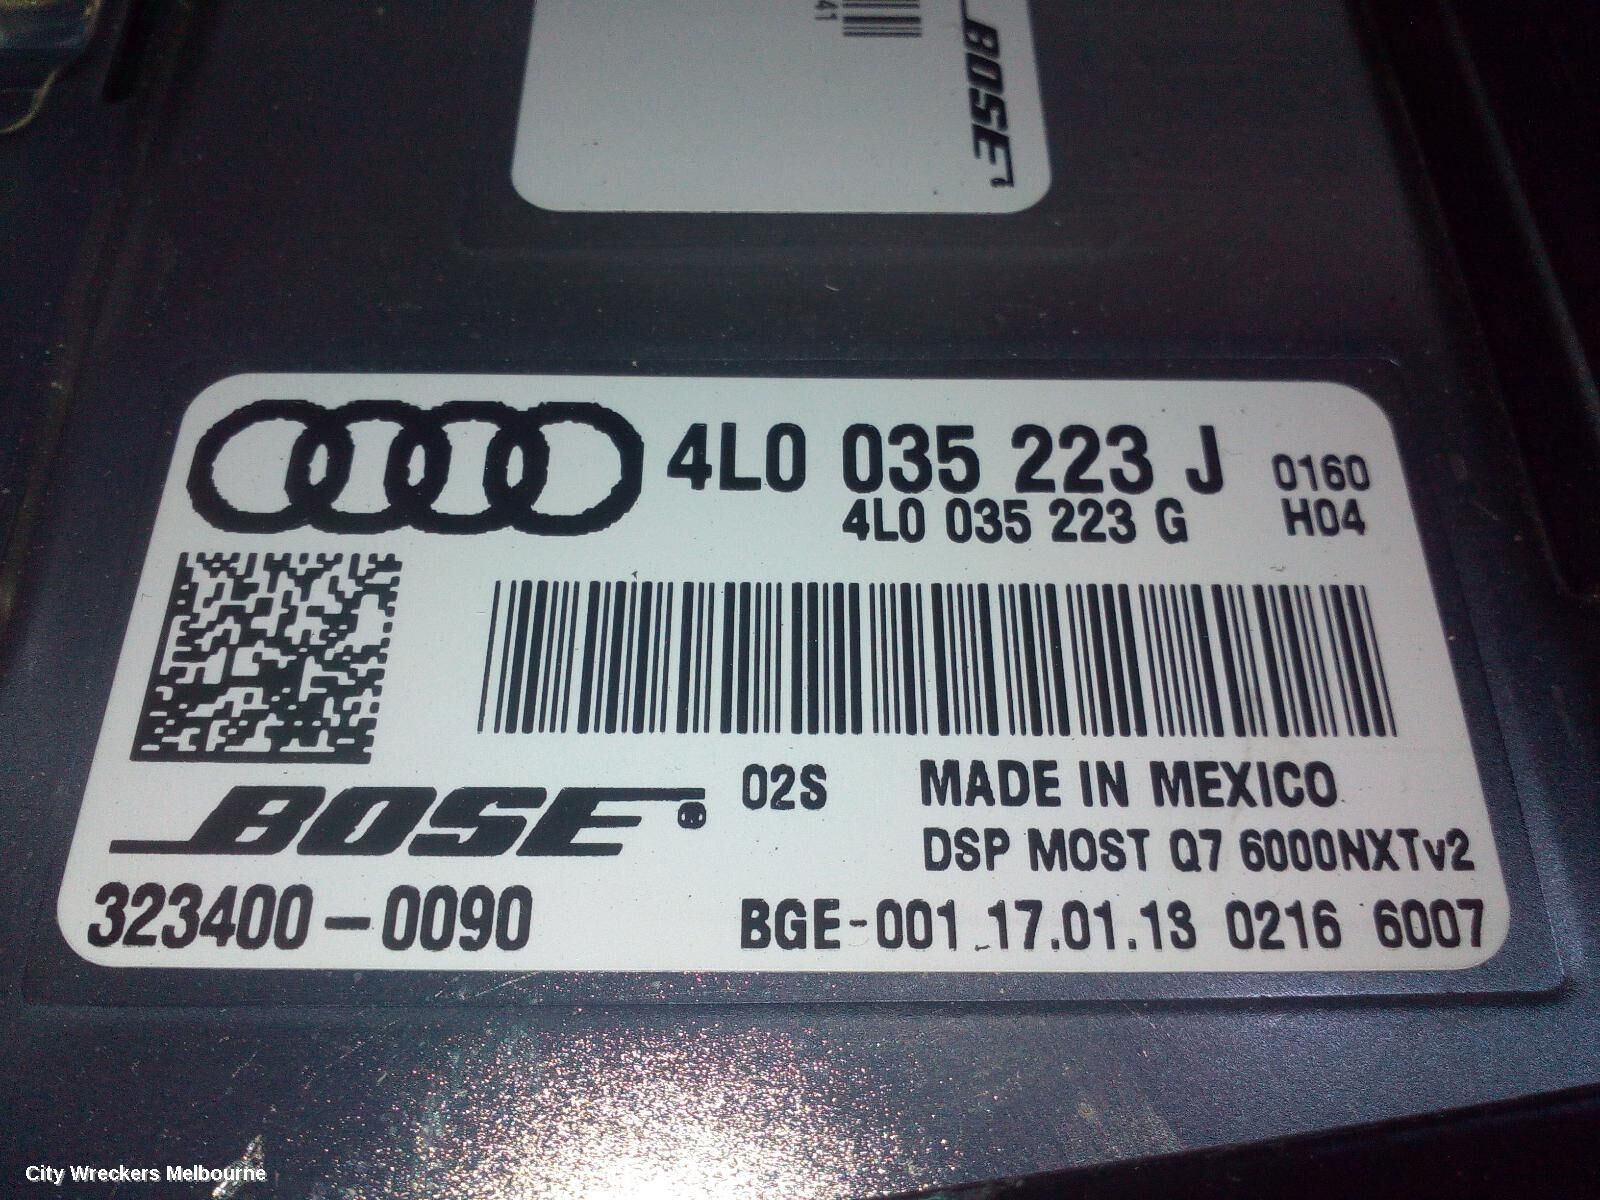 41
BOSE
4L0 035 223 J 0160
4L0 035 223 G H04
02S MADE IN MEXICO
BOSE®
DSP MOST Q7 6000NXTv2
323400-0090 BGE-001 17.01.13 0216 6007
City Wreckers Melbourne